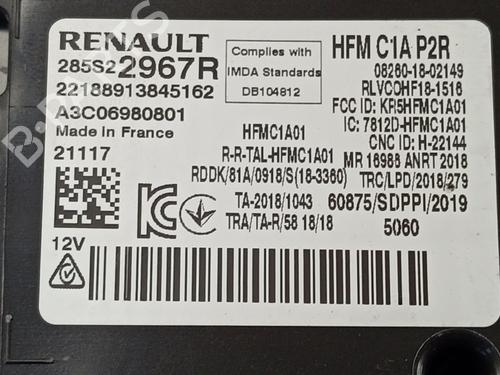 RENAULT
285S22967R
22188913845162
A3C06980801
Made in France
21117
12V
Complies with
IMDA Standards
DB104812
HFM C1A P2R
08260-18-02149
RLVCOHF18-1516
FCC ID: KR5HFMC1A01
IC: 7812D-HFMC1A01
CNC ID: H-22144
MR 16988 ANRT 2018
HFMC1A01
R-R-TAL-HFMC1A01
RDDK/81A/0918/S(18-3360)
TRC/LPD/2018/279
TA-2018/1043
60875/SDPPI/2019
TRA/TA-R/58 18/18
5060